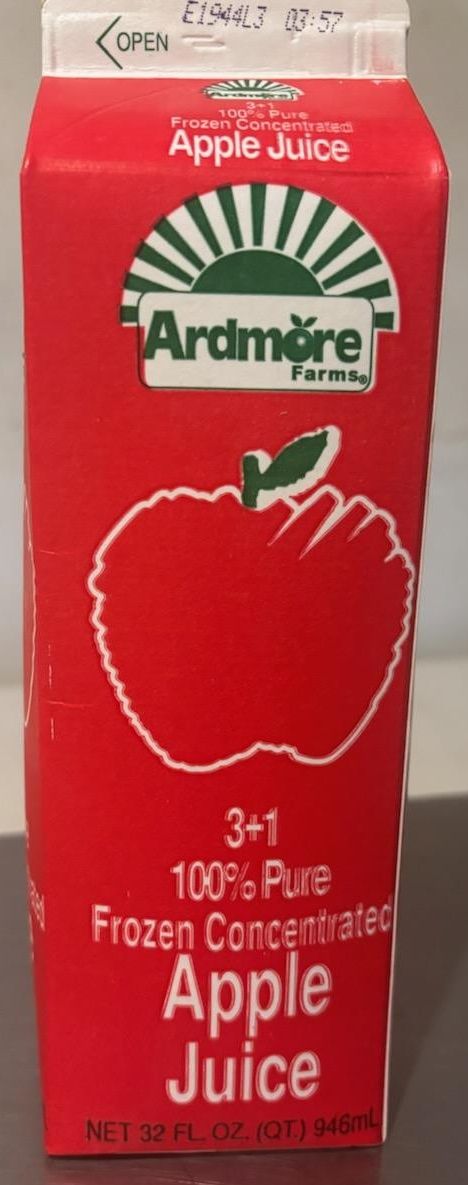 E1944L3 03:57
OPEN
Ardmore
3+1
100% Pure
Frozen Concentrated
Apple Juice
Ardmore
Farms®
3+1
100% Pure
Frozen Concentrated
Apple
Juice
NET 32 FL. OZ. (QT.) 946mL